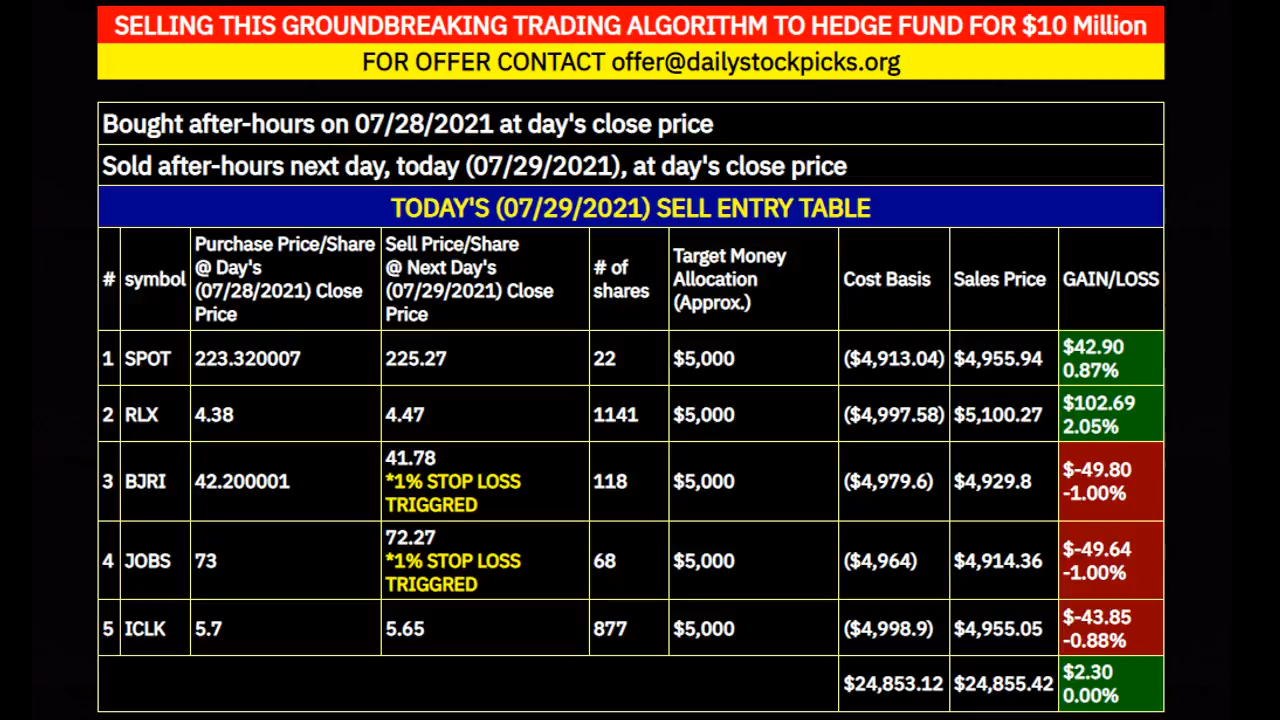 SELLING THIS GROUNDBREAKING TRADING ALGORITHM TO HEDGE FUND FOR $10 Million
FOR OFFER CONTACT offer@dailystockpicks.org
Bought after-hours on 07/28/2021 at day's close price
Sold after-hours next day, today (07/29/2021), at day's close price
TODAY'S (07/29/2021) SELL ENTRY TABLE
#
symbol
Purchase Price/Share
@ Day's
(07/28/2021) Close
Price
Sell Price/Share
@ Next Day's
(07/29/2021) Close
Price
# of
shares
Target Money
Allocation
(Approx.)
Cost Basis
Sales Price
GAIN/LOSS
1 SPOT 223.320007 225.27 22 $5,000 ($4,913.04) $4,955.94 $42.90
0.87%
2 RLX 4.38 4.47 1141 $5,000 ($4,997.58) $5,100.27 $102.69
2.05%
3 BJRI 42.200001 41.78
*1% STOP LOSS
TRIGGRED
118 $5,000 ($4,979.6) $4,929.8 $-49.80
-1.00%
4 JOBS 73 72.27
*1% STOP LOSS
TRIGGRED
68 $5,000 ($4,964) $4,914.36 $-49.64
-1.00%
5 ICLK 5.7 5.65 877 $5,000 ($4,998.9) $4,955.05 $-43.85
-0.88%
$24,853.12 $24,855.42 $2.30
0.00%